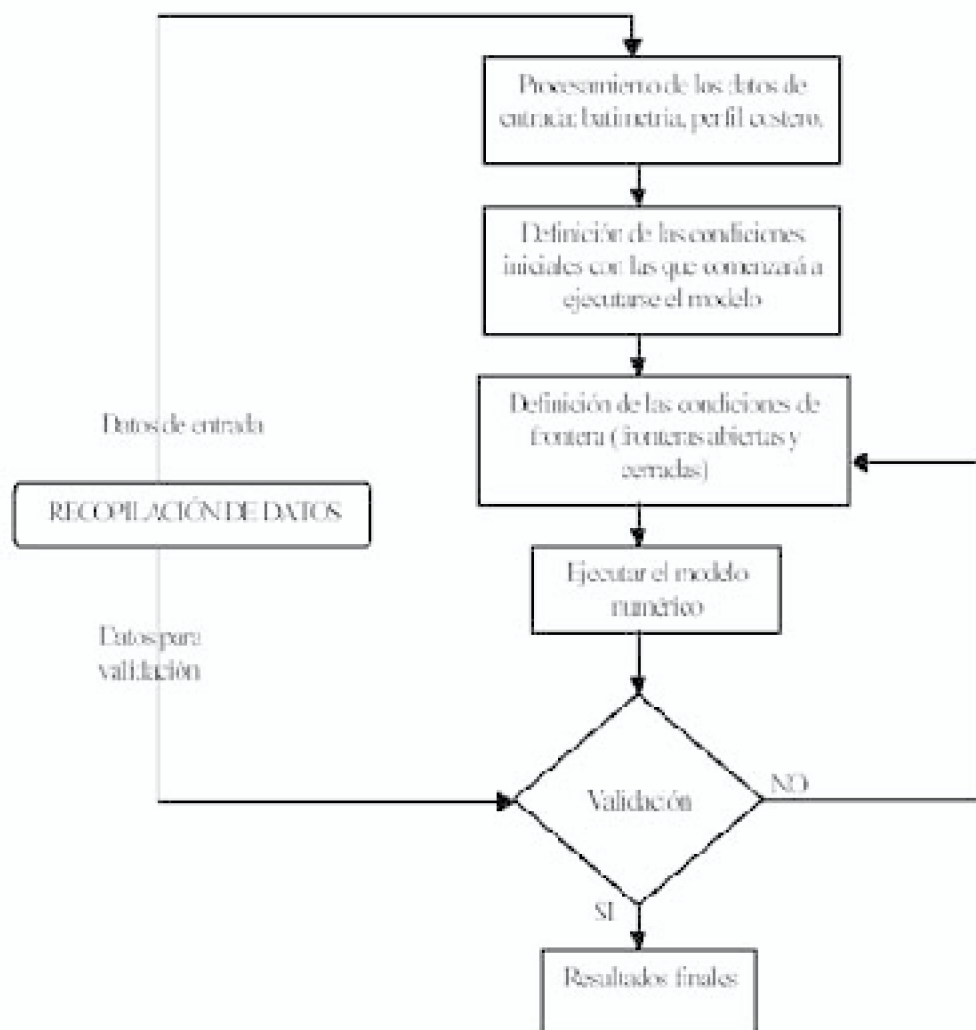 Procesamiento de los datos de
entrada: batimetria, perfil costero.
Definición de las condiciones
iniciales con las que comenzará a
ejecutarse el modelo
Definición de las condiciones de
frontera (fronteras abiertas y
cerradas)
Datos de entrada
RECOPILACIÓN DE DATOS
Ejecutar el modelo
numérico
Datos para
validación
Validación
NO
SI
Resultados finales